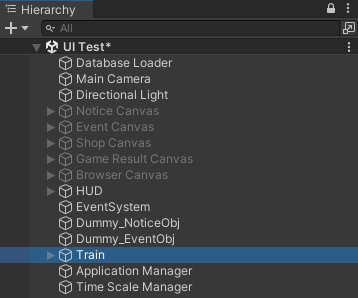 Hierarchy
All
UI Test*
Database Loader
Main Camera
Directional Light
Notice Canvas
Event Canvas
Shop Canvas
Game Result Canvas
Browser Canvas
HUD
EventSystem
Dummy_NoticeObj
Dummy_EventObj
Train
Application Manager
Time Scale Manager